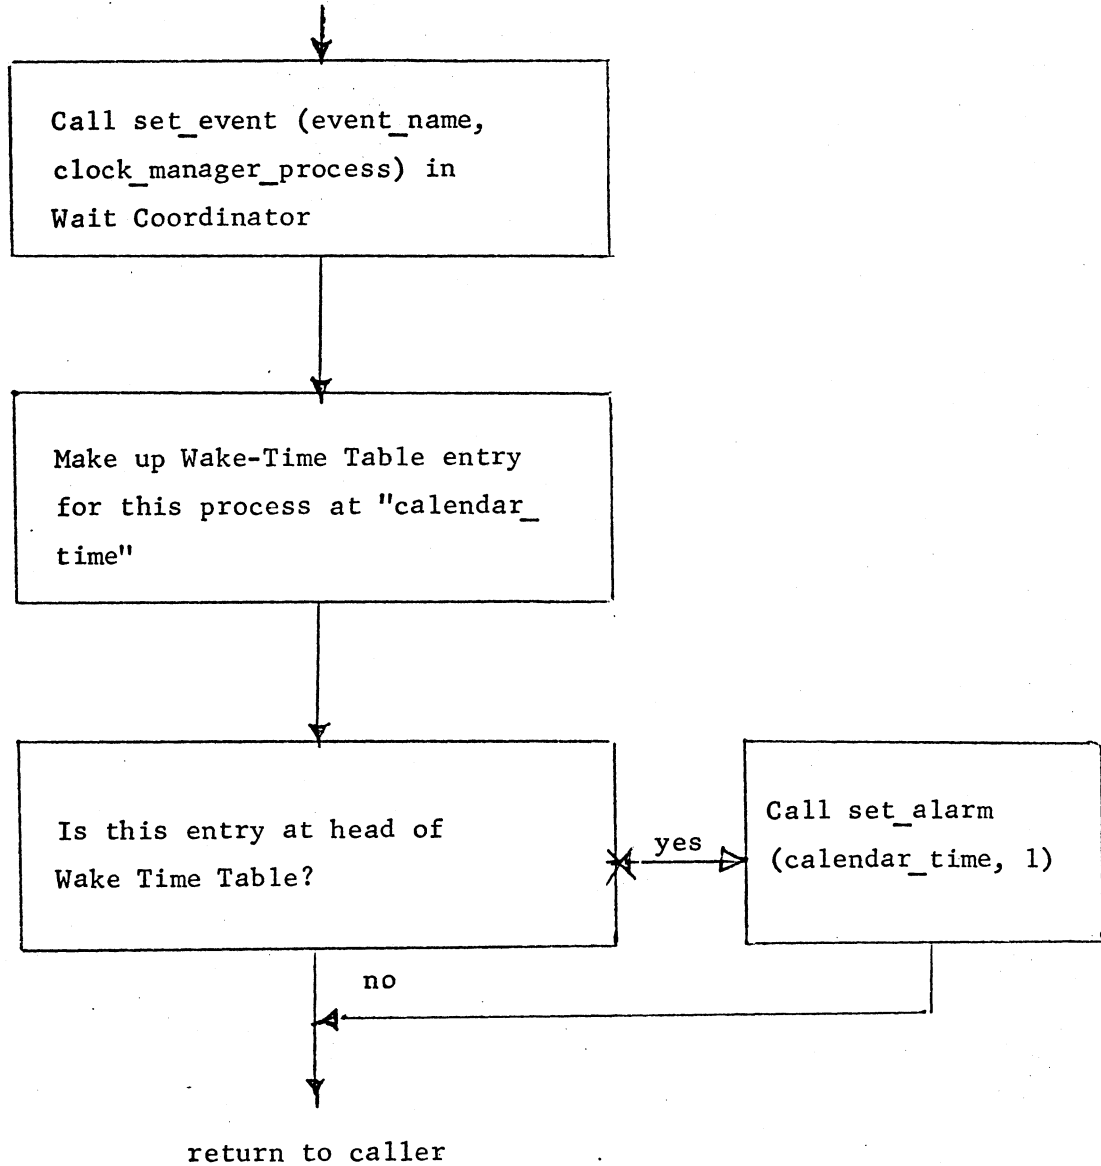 Call set_event (event_name,
clock_manager_process) in
Wait Coordinator
Make up Wake-Time Table entry
for this process at "calendar_
time"
Is this entry at head of
Wake Time Table?
yes
Call set_alarm
(calendar_time, 1)
no
return to caller